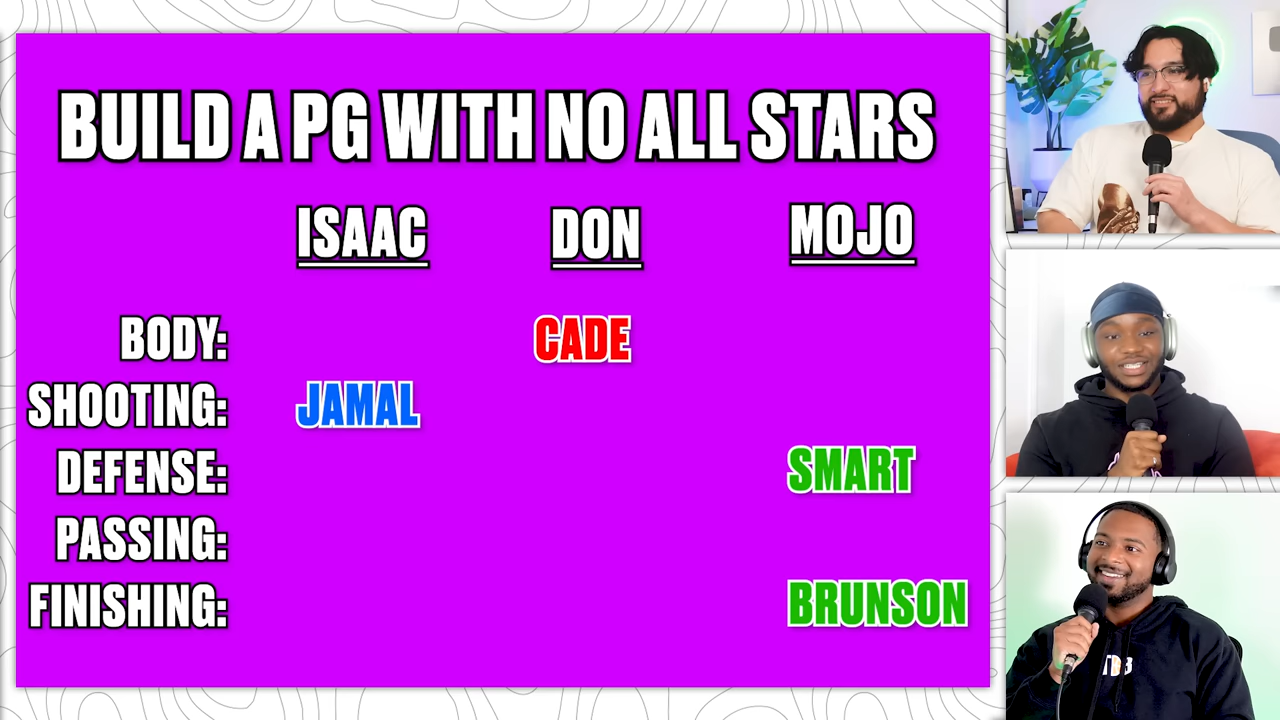 BUILD A PG WITH NO ALL STARS
ISAAC DON MOJO
BODY: CADE
SHOOTING: JAMAL
DEFENSE: SMART
PASSING:
FINISHING: BRUNSON